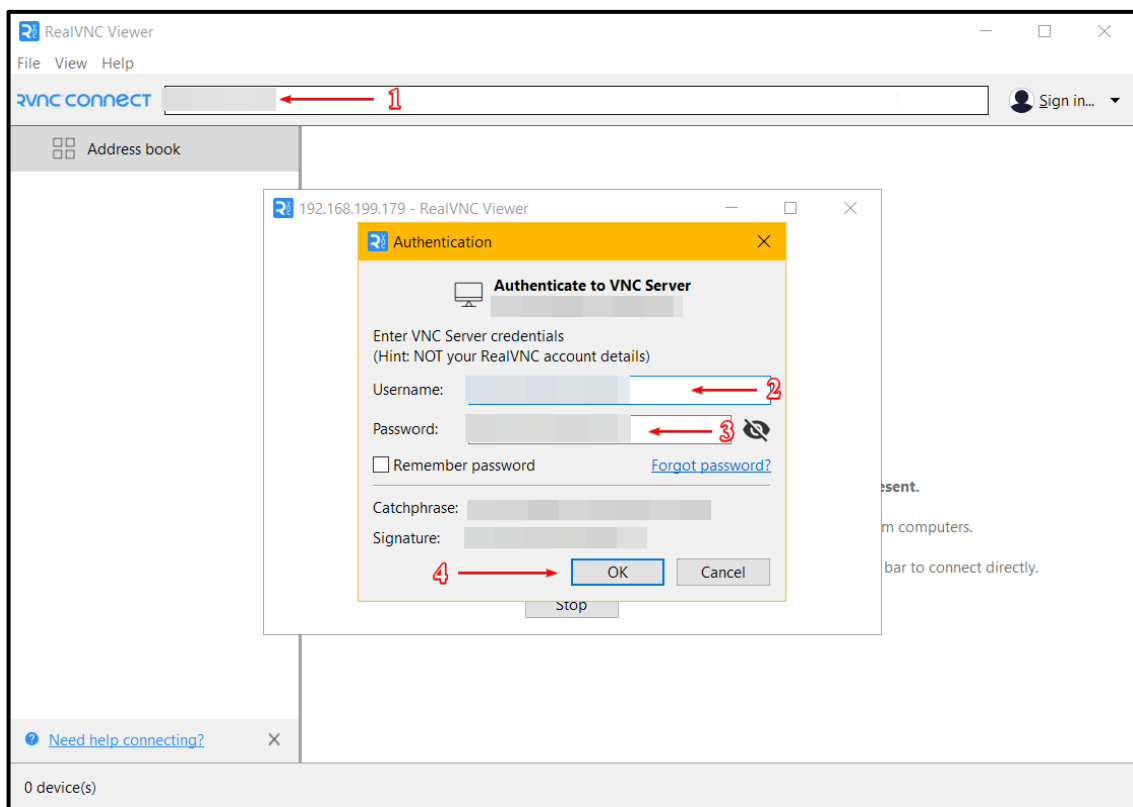 RealVNC Viewer
File View Help
RVNC CONNECT
1
Sign in...
Address book
192.168.199.179 - RealVNC Viewer
Authentication
Authenticate to VNC Server
Enter VNC Server credentials
(Hint: NOT your RealVNC account details)
Username:
2
Password:
3
Remember password
Forgot password?
esent.
Catchphrase:
m computers.
Signature:
bar to connect directly.
4
OK
Cancel
Stop
Need help connecting?
0 device(s)